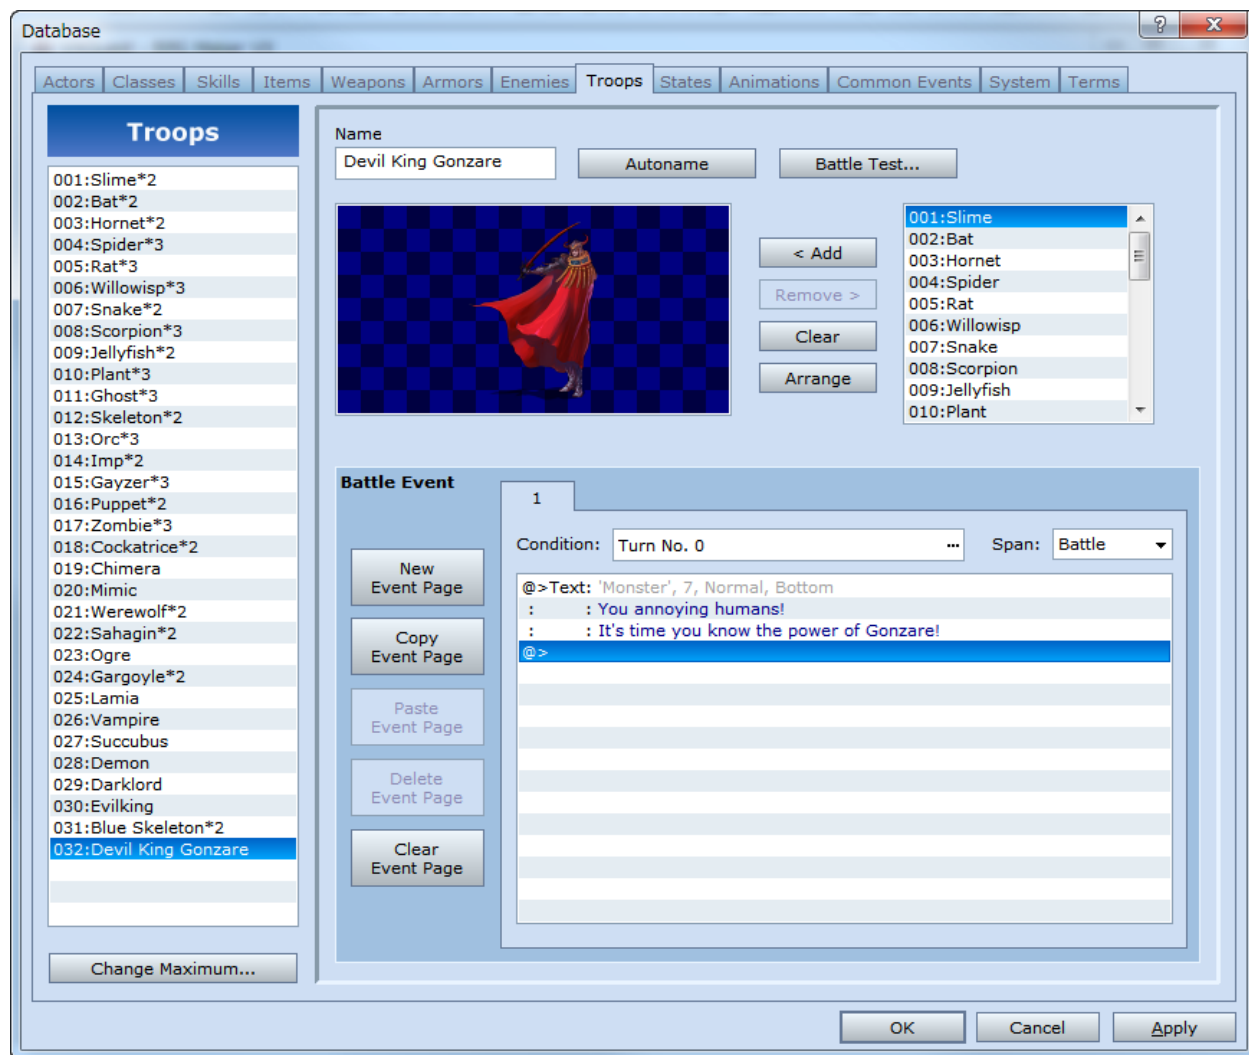 Database
?
X
Actors Classes Skills Items Weapons Armors Enemies Troops States Animations Common Events System Terms
Troops
001:Slime*2
002:Bat*2
003:Hornet*2
004:Spider*3
005:Rat*3
006:Willowisp*3
007:Snake*2
008:Scorpion*3
009:Jellyfish*2
010:Plant*3
011:Ghost*3
012:Skeleton*2
013:Orc*3
014:Imp*2
015:Gayzer*3
016:Puppet*2
017:Zombie*3
018:Cockatrice*2
019:Chimera
020:Mimic
021:Werewolf*2
022:Sahagin*2
023:Ogre
024:Gargoyle*2
025:Lamia
026:Vampire
027:Succubus
028:Demon
029:Darklord
030:Evilking
031:Blue Skeleton*2
032:Devil King Gonzare
Change Maximum...
Name
Devil King Gonzare
Autoname
Battle Test...
< Add
Remove >
Clear
Arrange
001:Slime
002:Bat
003:Hornet
004:Spider
005:Rat
006:Willowisp
007:Snake
008:Scorpion
009:Jellyfish
010:Plant
Battle Event
New
Event Page
Copy
Event Page
Paste
Event Page
Delete
Event Page
Clear
Event Page
1
Condition: Turn No. 0 ... Span: Battle
@>Text: 'Monster', 7, Normal, Bottom
: : You annoying humans!
: : It's time you know the power of Gonzare!
@>
OK
Cancel
Apply